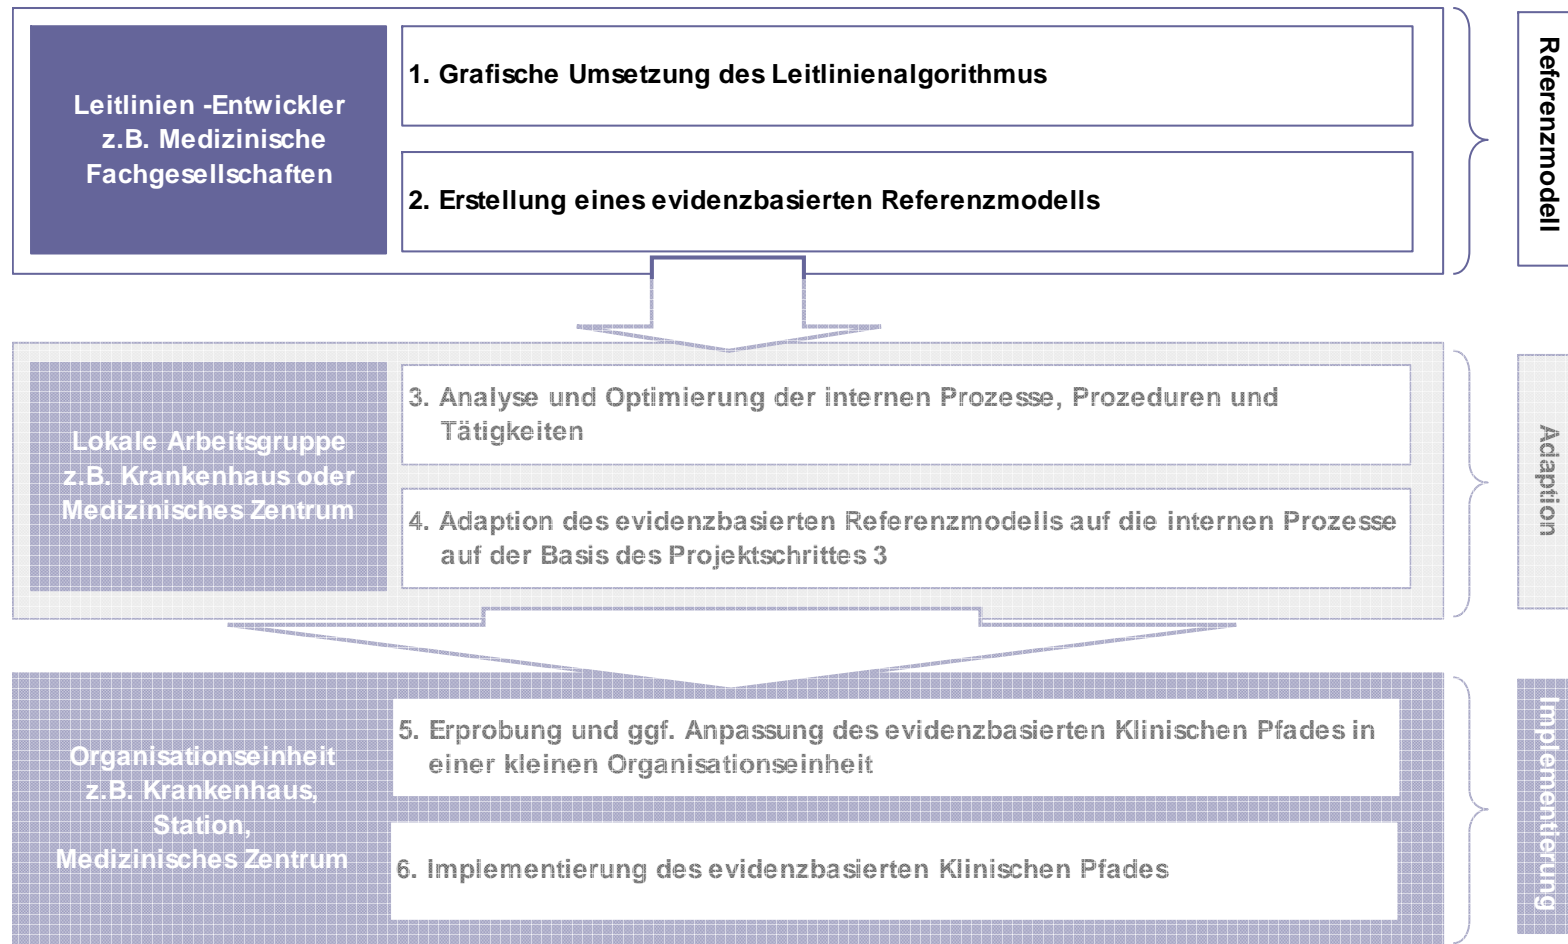 Leitlinien -Entwickler
z.B. Medizinische
Fachgesellschaften
1. Grafische Umsetzung des Leitlinienalgorithmus
2. Erstellung eines evidenzbasierten Referenzmodells
Referenzmodell
Lokale Arbeitsgruppe
z.B. Krankenhaus oder
Medizinisches Zentrum
3. Analyse und Optimierung der internen Prozesse, Prozeduren und
Tätigkeiten
4. Adaption des evidenzbasierten Referenzmodells auf die internen Prozesse
auf der Basis des Projektschrittes 3
Adaption
Organisationseinheit
z.B. Krankenhaus,
Station,
Medizinisches Zentrum
5. Erprobung und ggf. Anpassung des evidenzbasierten Klinischen Pfades in
einer kleinen Organisationseinheit
6. Implementierung des evidenzbasierten Klinischen Pfades
Implementierung